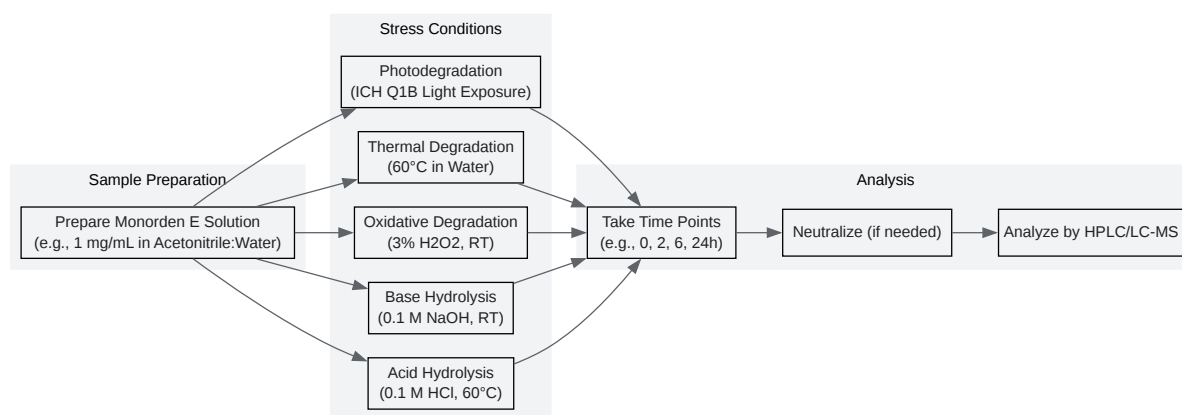 Stress Conditions
Photodegradation
(ICH Q1B Light Exposure)
Thermal Degradation
(60°C in Water)
Sample Preparation
Analysis
Prepare Monorden E Solution
(e.g., 1 mg/mL in Acetonitrile:Water)
Oxidative Degradation
(3% H2O2, RT)
Take Time Points
(e.g., 0, 2, 6, 24h)
Neutralize (if needed)
Analyze by HPLC/LC-MS
Base Hydrolysis
(0.1 M NaOH, RT)
Acid Hydrolysis
(0.1 M HCl, 60°C)